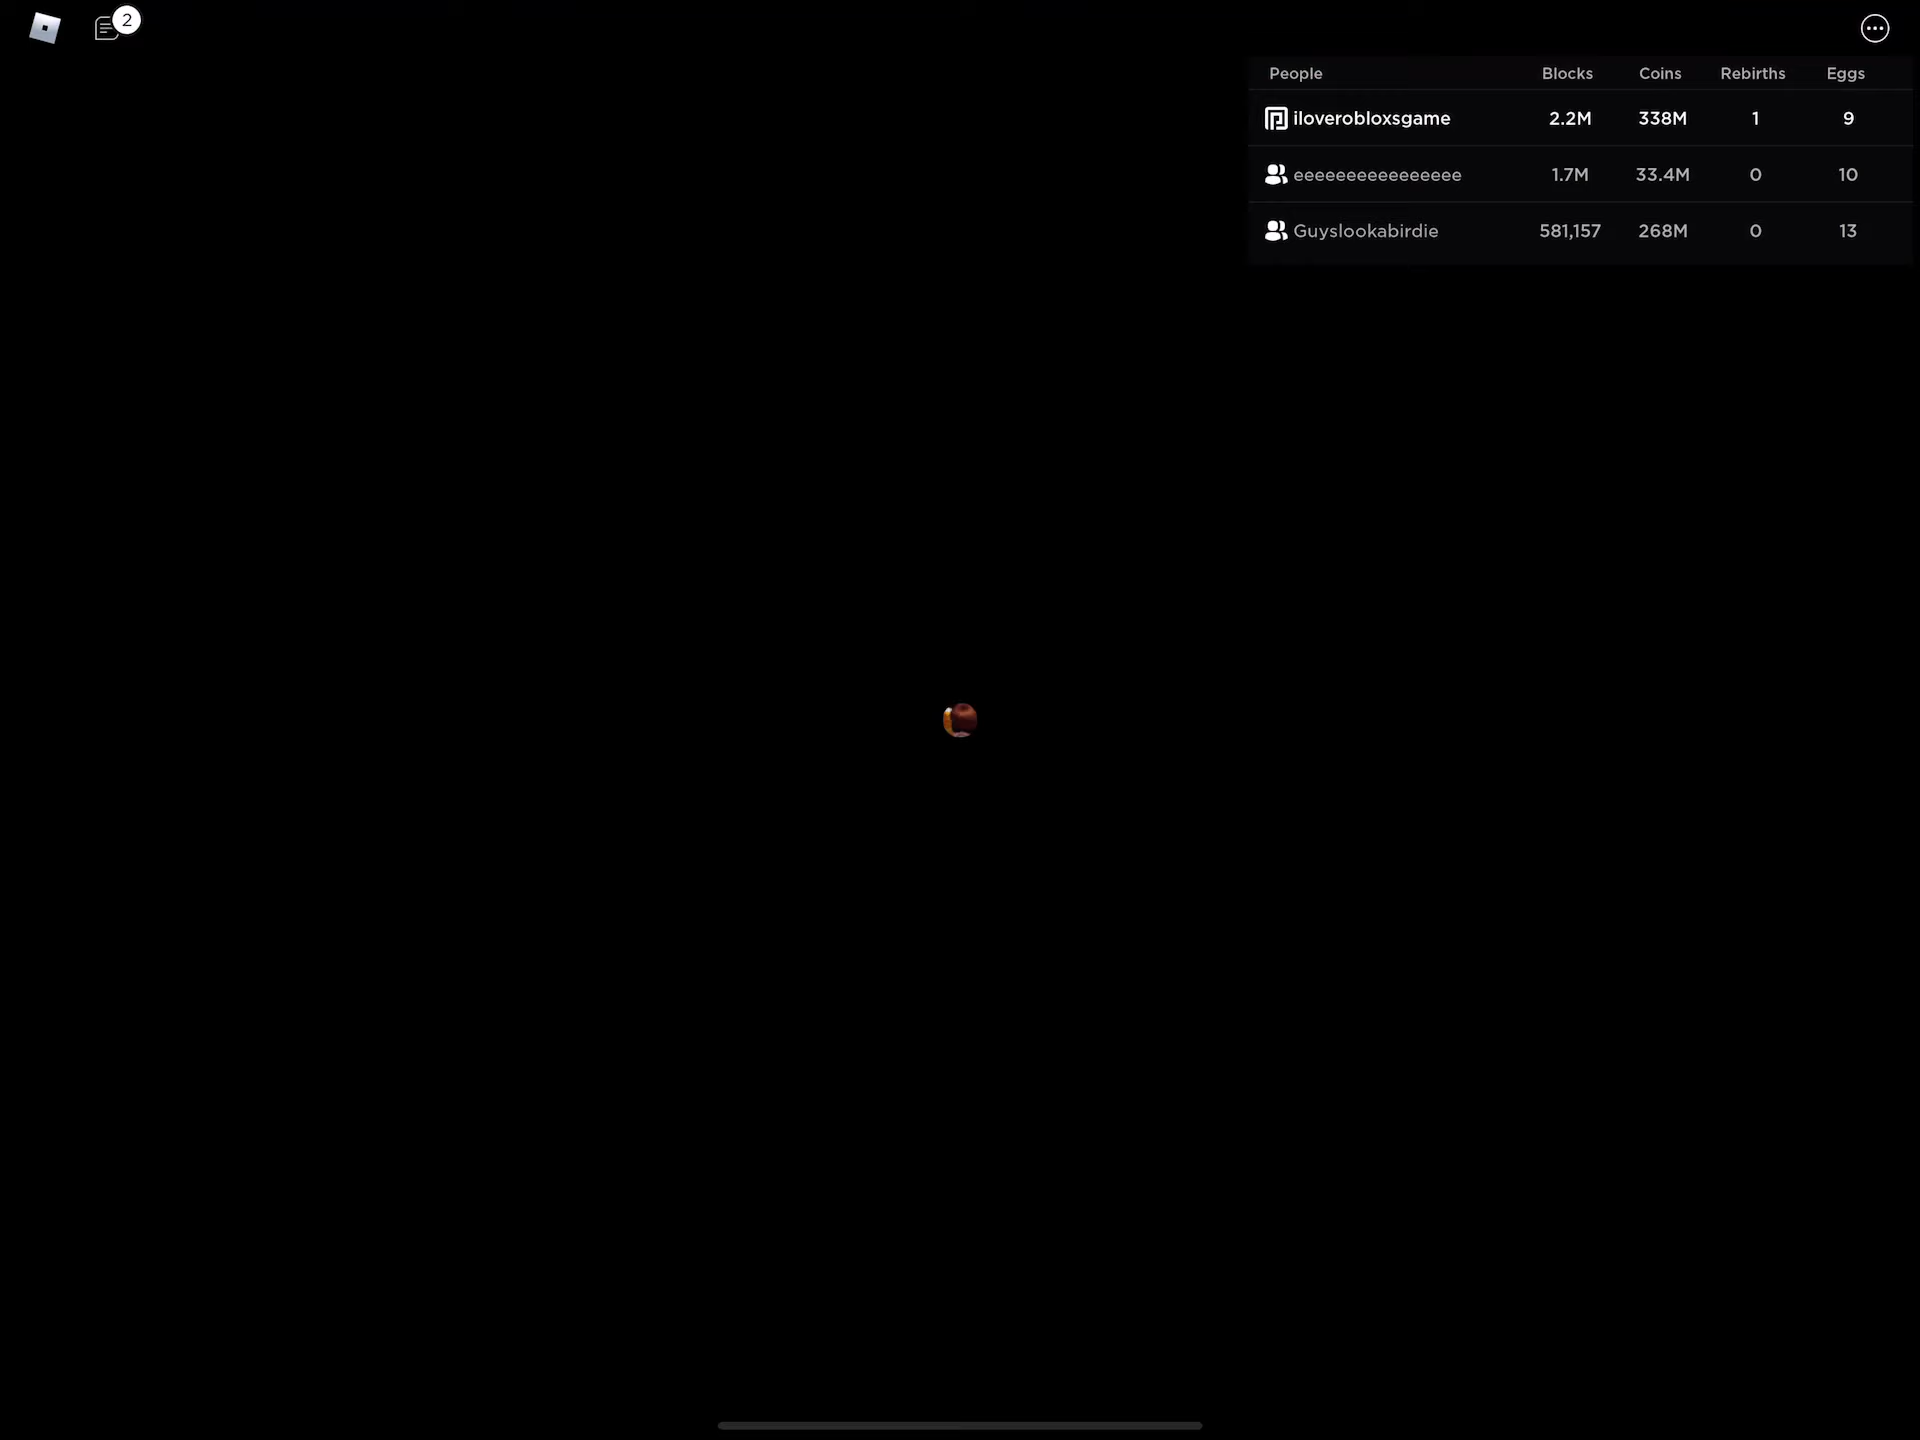 2
People Blocks Coins Rebirths Eggs
iloverobloxsgame 2.2M 338M 1 9
eeeeeeeeeeeeeeee 1.7M 33.4M 0 10
Guyslookabirdie 581,157 268M 0 13